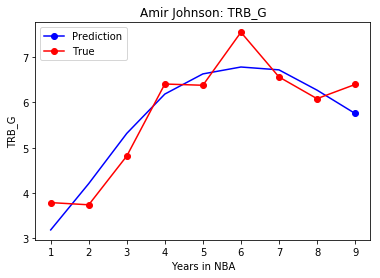 Amir Johnson: TRB_G
Prediction
True
TRB_G
7
6
5
4
3
1 2 3 4 5 6 7 8 9
Years in NBA